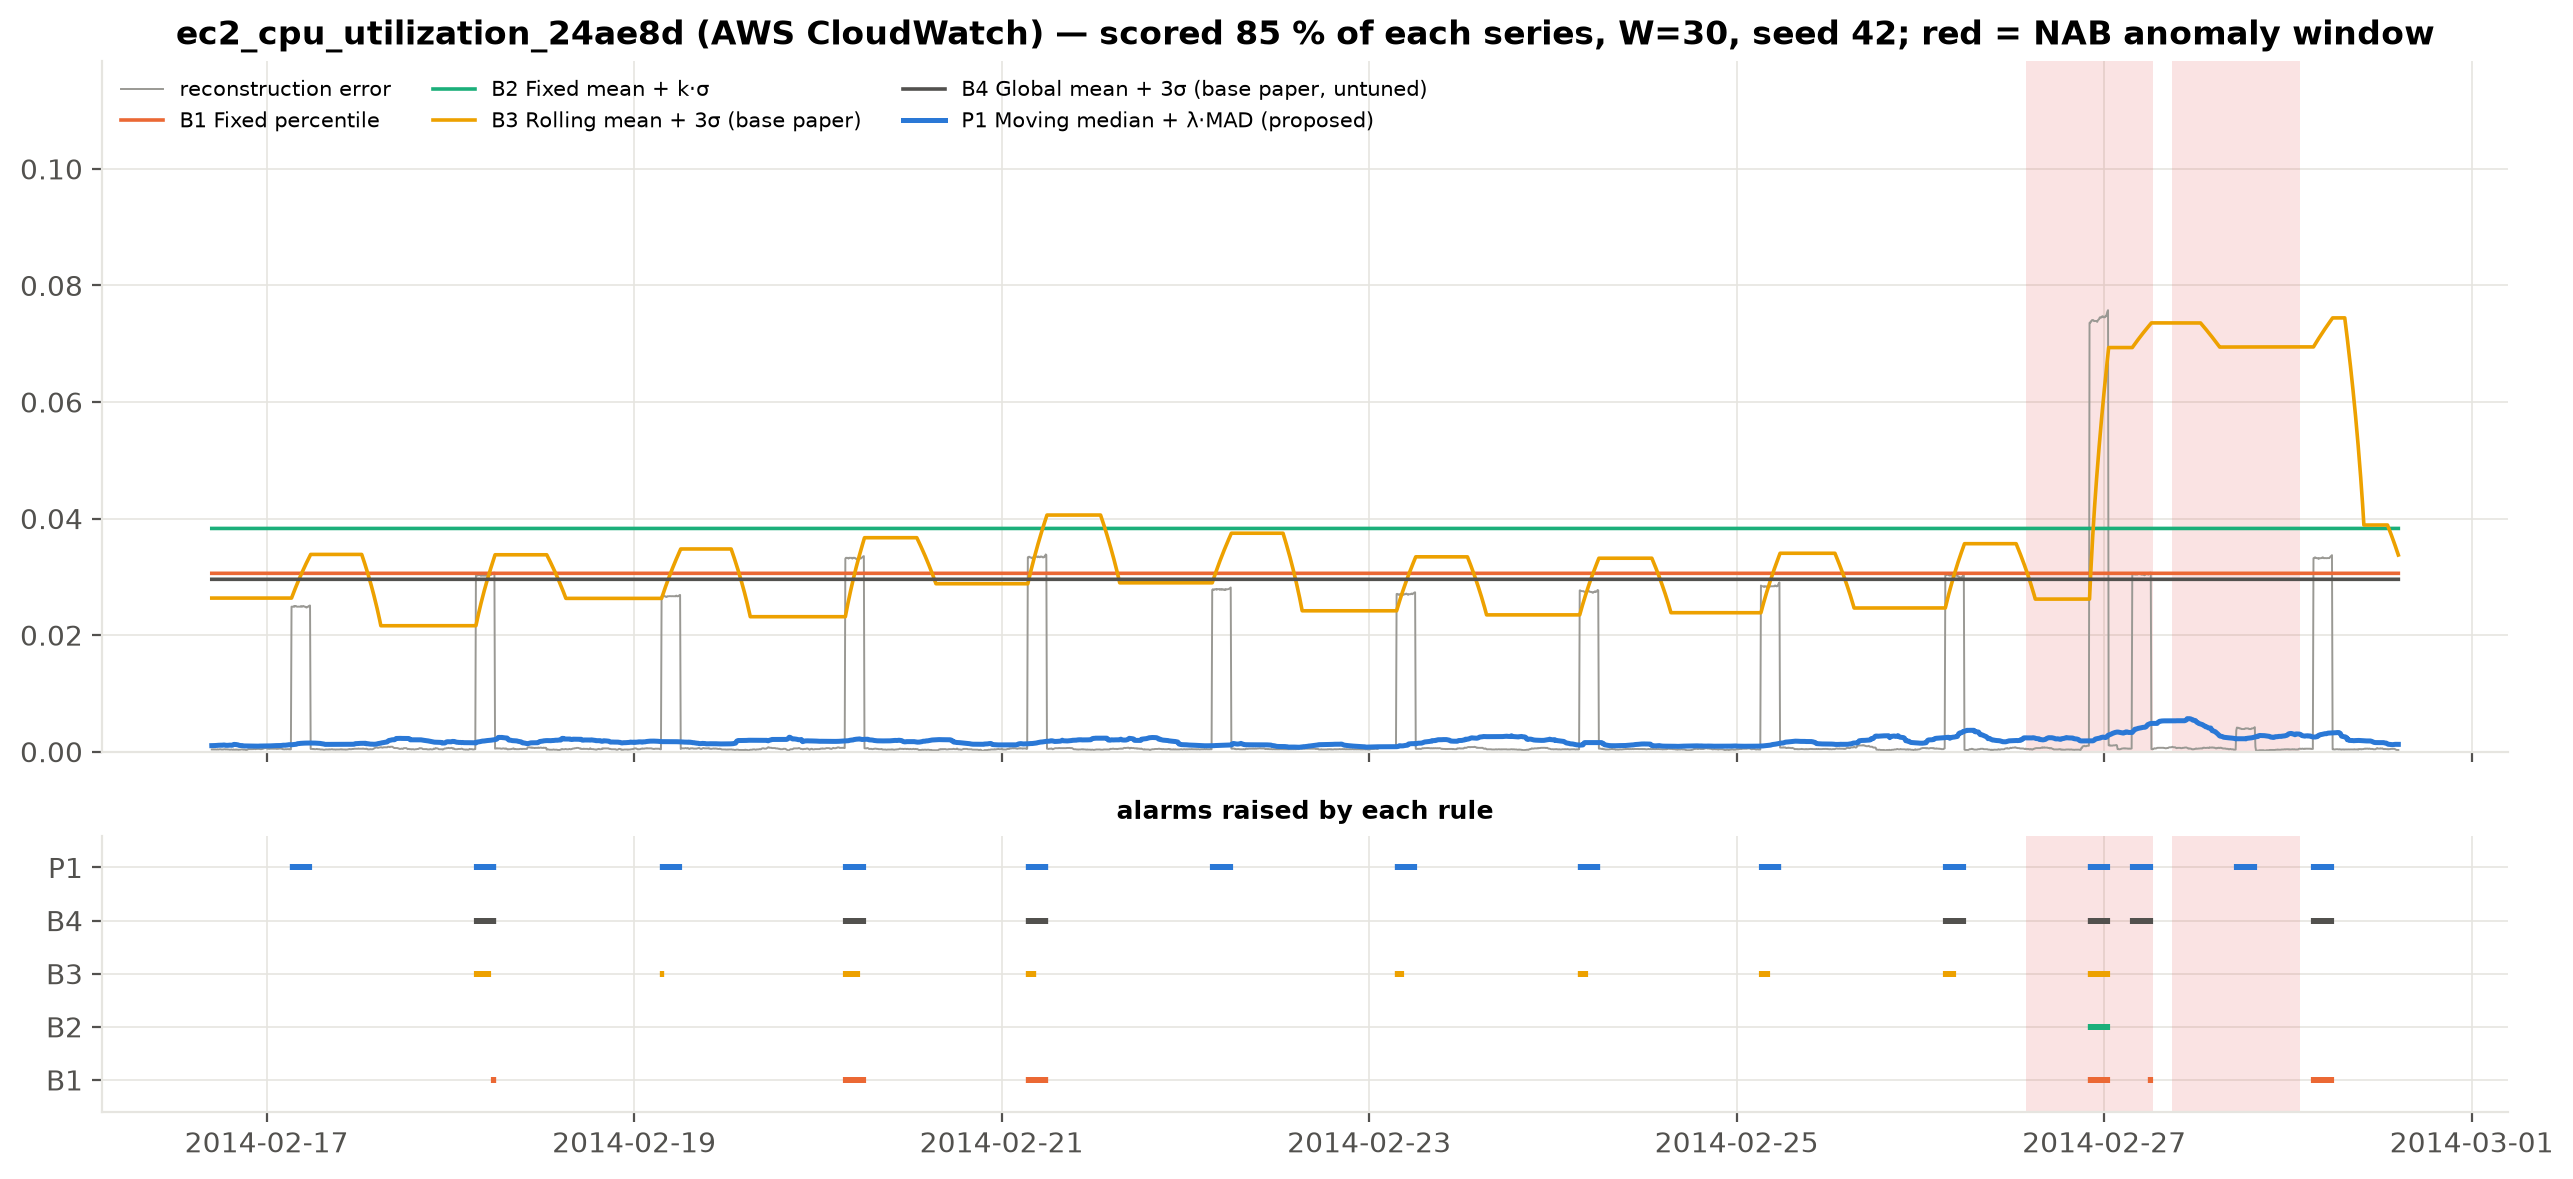 ec2_cpu_utilization_24ae8d (AWS CloudWatch) — scored 85 % of each series, W=30, seed 42; red = NAB anomaly window
reconstruction error
B1 Fixed percentile
B2 Fixed mean + k·σ
B3 Rolling mean + 3σ (base paper)
B4 Global mean + 3σ (base paper, untuned)
P1 Moving median + λ·MAD (proposed)
0.10
0.08
0.06
0.04
0.02
0.00
alarms raised by each rule
P1
B4
B3
B2
B1
2014-02-17
2014-02-19
2014-02-21
2014-02-23
2014-02-25
2014-02-27
2014-03-01